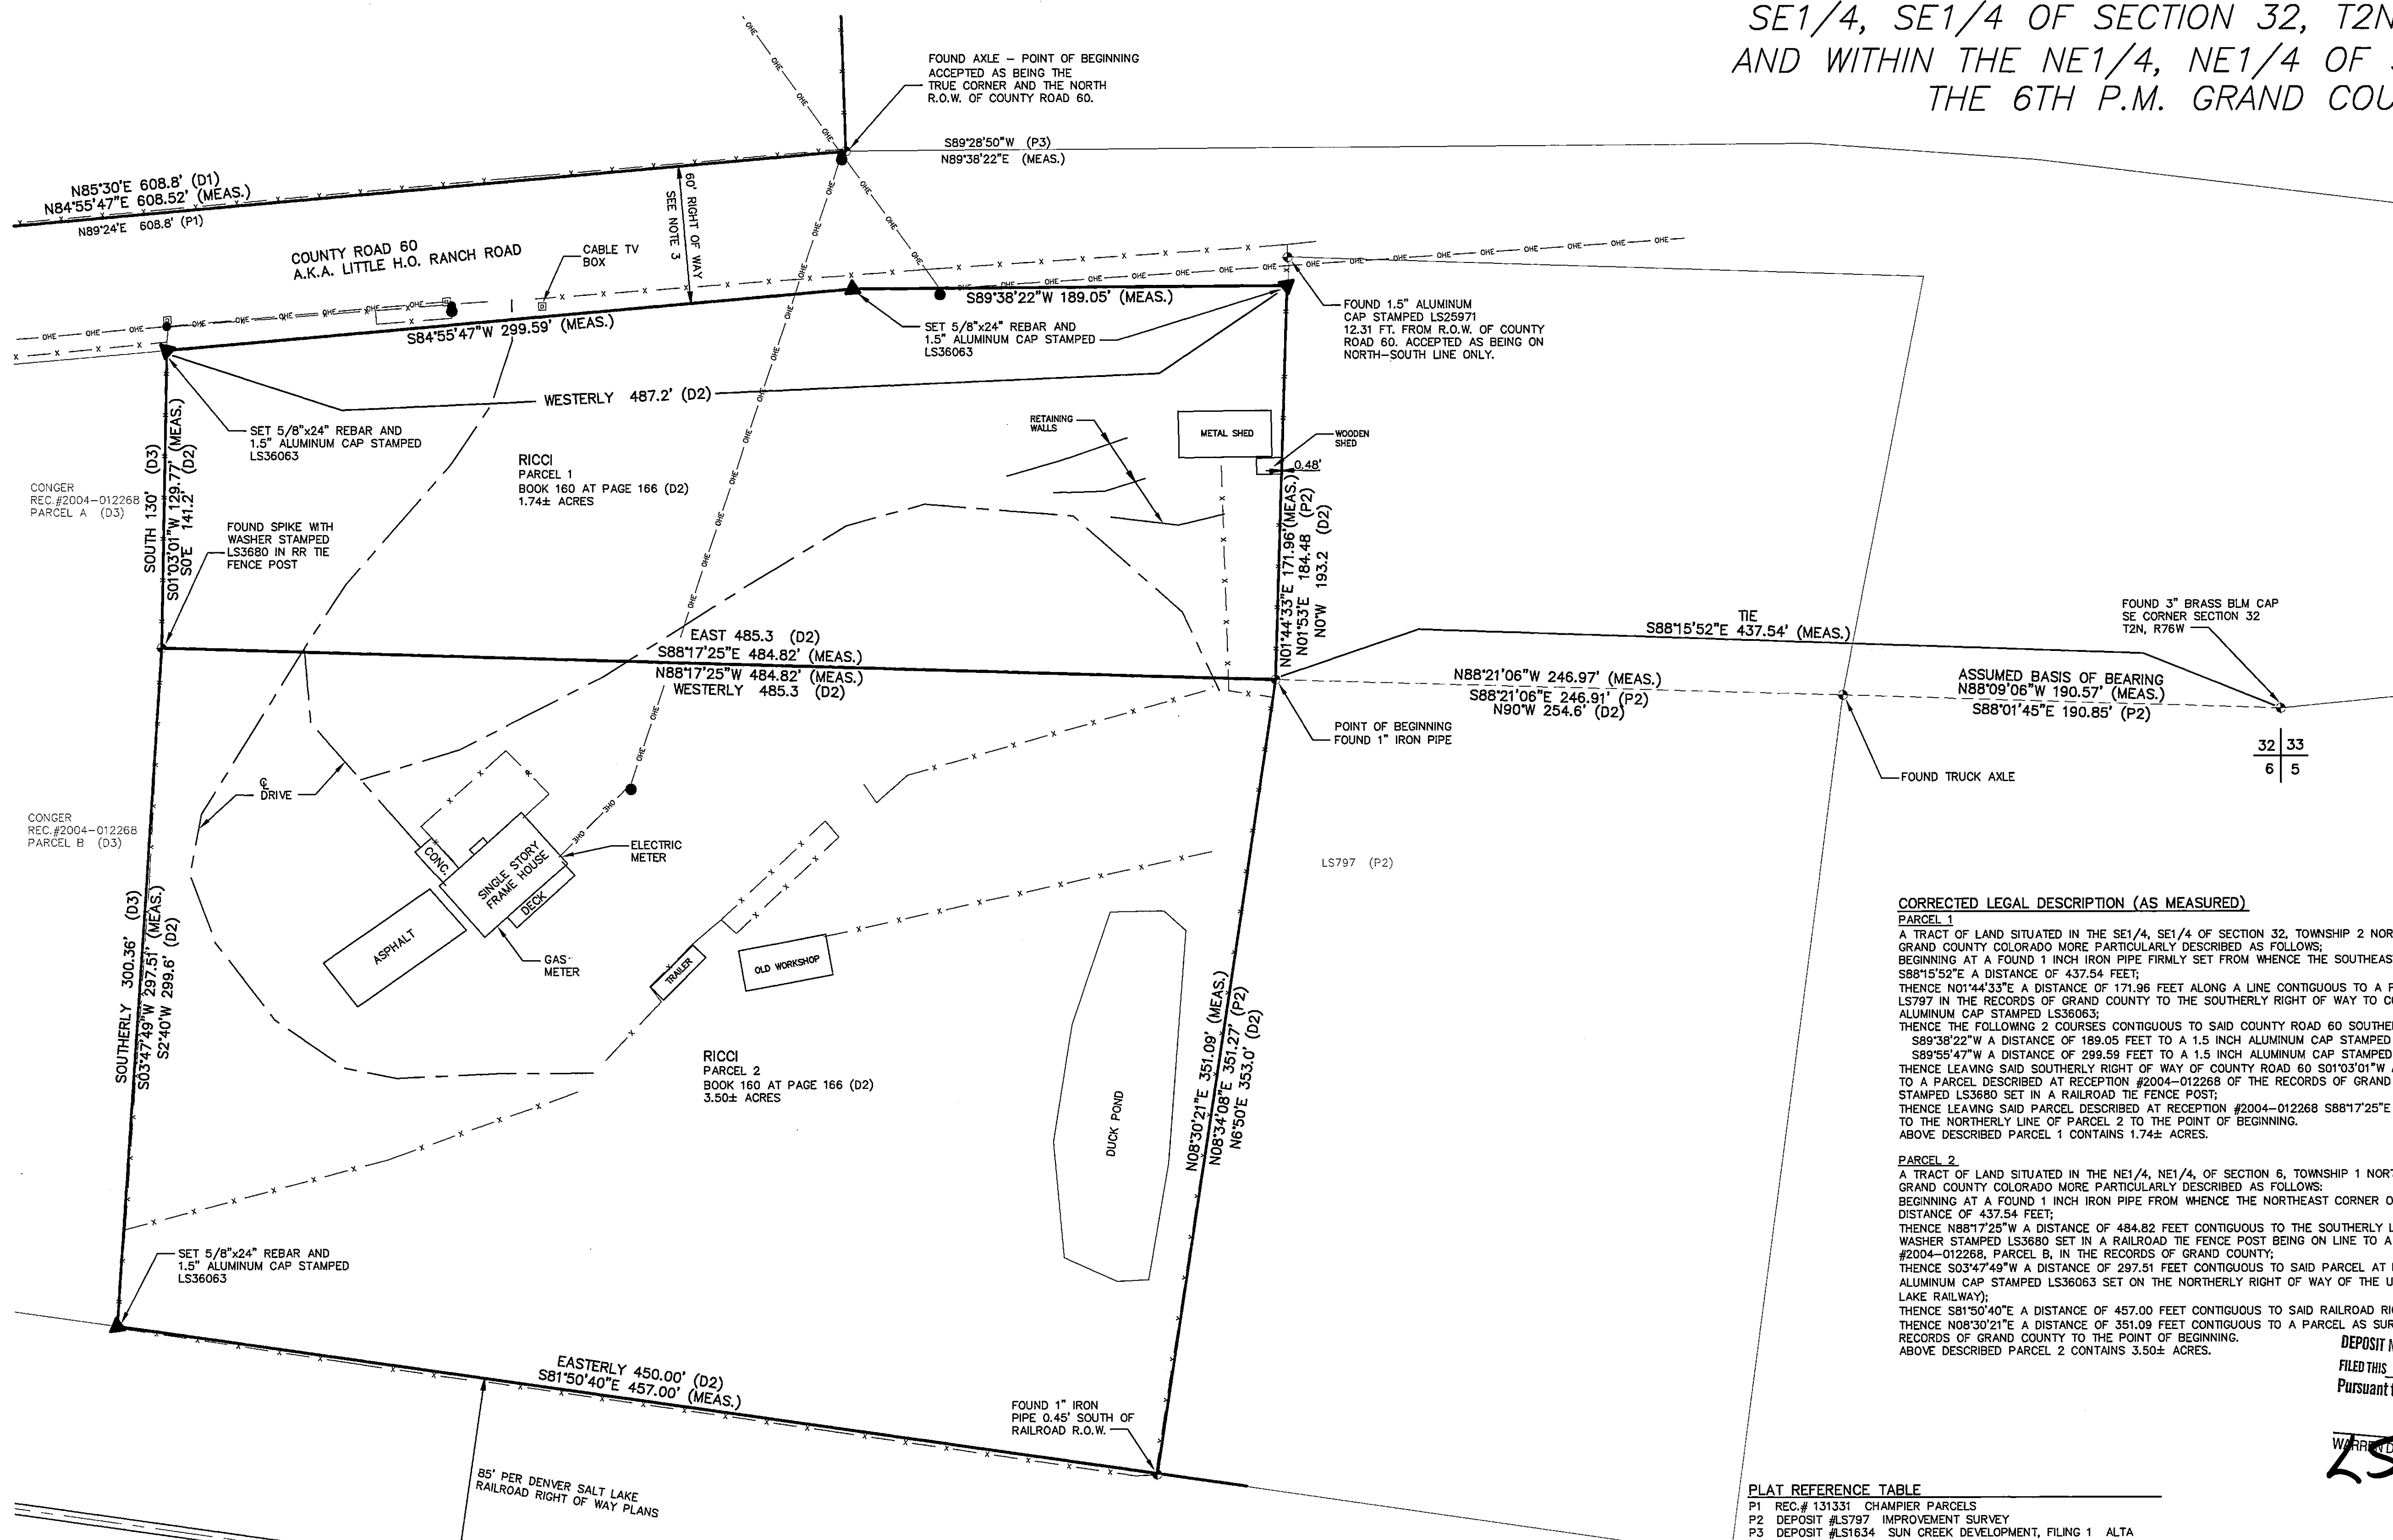 SE1/4, SE1/4 OF SECTION 32, T2N
AND WITHIN THE NE1/4, NE1/4 OF
THE 6TH P.M. GRAND COU
FOUND AXLE – POINT OF BEGINNING
ACCEPTED AS BEING THE
TRUE CORNER AND THE NORTH
R.O.W. OF COUNTY ROAD 60.
S89°28'50"W (P3)
N89°38'22"E (MEAS.)
N85°30'E 608.8' (D1)
N84°55'47"E 608.52' (MEAS.)
N89°24'E 608.8' (P1)
60' RIGHT OF WAY
SEE NOTE 3
COUNTY ROAD 60
A.K.A. LITTLE H.O. RANCH ROAD
CABLE TV
BOX
S84°55'47"W 299.59' (MEAS.)
S89°38'22"W 189.05' (MEAS.)
SET 5/8"x24" REBAR AND
1.5" ALUMINUM CAP STAMPED
LS36063
FOUND 1.5" ALUMINUM
CAP STAMPED LS25971
12.31 FT. FROM R.O.W. OF COUNTY
ROAD 60. ACCEPTED AS BEING ON
NORTH–SOUTH LINE ONLY.
WESTERLY 487.2' (D2)
SET 5/8"x24" REBAR AND
1.5" ALUMINUM CAP STAMPED
LS36063
RETAINING
WALLS
METAL SHED
WOODEN
SHED
0.48'
RICCI
PARCEL 1
BOOK 160 AT PAGE 166 (D2)
1.74± ACRES
CONGER
REC.#2004–012268
PARCEL A (D3)
SOUTH 130' (D3)
S01°03'01"W 129.77' (MEAS.)
S0°E 141.2' (D2)
FOUND SPIKE WITH
WASHER STAMPED
LS3680 IN RR TIE
FENCE POST
N01°44'33"E 171.96' (MEAS.)
N01°53'E 184.48 (P2)
N0°W 193.2 (D2)
EAST 485.3 (D2)
S88°17'25"E 484.82' (MEAS.)
N88°17'25"W 484.82' (MEAS.)
WESTERLY 485.3 (D2)
TIE
S88°15'52"E 437.54' (MEAS.)
FOUND 3" BRASS BLM CAP
SE CORNER SECTION 32
T2N, R76W
N88°21'06"W 246.97' (MEAS.)
S88°21'06"E 246.91' (P2)
N90°W 254.6' (D2)
ASSUMED BASIS OF BEARING
N88°09'06"W 190.57' (MEAS.)
S88°01'45"E 190.85' (P2)
POINT OF BEGINNING
FOUND 1" IRON PIPE
32 33
6 5
FOUND TRUCK AXLE
℄
DRIVE
CONGER
REC.#2004–012268
PARCEL B (D3)
CONC.
SINGLE STORY
FRAME HOUSE
DECK
ELECTRIC
METER
GAS
METER
ASPHALT
TRAILER
OLD WORKSHOP
LS797 (P2)
SOUTHERLY 300.36' (D3)
S03°47'49"W 297.51' (MEAS.)
S2°40'W 299.6' (D2)
RICCI
PARCEL 2
BOOK 160 AT PAGE 166 (D2)
3.50± ACRES
DUCK POND
N08°30'21"E 351.09' (MEAS.)
N08°34'08"E 351.27' (P2)
N6°50'E 353.0' (D2)
SET 5/8"x24" REBAR AND
1.5" ALUMINUM CAP STAMPED
LS36063
EASTERLY 450.00' (D2)
S81°50'40"E 457.00' (MEAS.)
FOUND 1" IRON
PIPE 0.45' SOUTH OF
RAILROAD R.O.W.
85' PER DENVER SALT LAKE
RAILROAD RIGHT OF WAY PLANS
CORRECTED LEGAL DESCRIPTION (AS MEASURED)
PARCEL 1
A TRACT OF LAND SITUATED IN THE SE1/4, SE1/4 OF SECTION 32, TOWNSHIP 2 NOR
GRAND COUNTY COLORADO MORE PARTICULARLY DESCRIBED AS FOLLOWS;
BEGINNING AT A FOUND 1 INCH IRON PIPE FIRMLY SET FROM WHENCE THE SOUTHEAS
S88°15'52"E A DISTANCE OF 437.54 FEET;
THENCE N01°44'33"E A DISTANCE OF 171.96 FEET ALONG A LINE CONTIGUOUS TO A P
LS797 IN THE RECORDS OF GRAND COUNTY TO THE SOUTHERLY RIGHT OF WAY TO C
ALUMINUM CAP STAMPED LS36063;
THENCE THE FOLLOWING 2 COURSES CONTIGUOUS TO SAID COUNTY ROAD 60 SOUTHE
S89°38'22"W A DISTANCE OF 189.05 FEET TO A 1.5 INCH ALUMINUM CAP STAMPED
S89°55'47"W A DISTANCE OF 299.59 FEET TO A 1.5 INCH ALUMINUM CAP STAMPED
THENCE LEAVING SAID SOUTHERLY RIGHT OF WAY OF COUNTY ROAD 60 S01°03'01"W
TO A PARCEL DESCRIBED AT RECEPTION #2004–012268 OF THE RECORDS OF GRAND
STAMPED LS3680 SET IN A RAILROAD TIE FENCE POST;
THENCE LEAVING SAID PARCEL DESCRIBED AT RECEPTION #2004–012268 S88°17'25"E
TO THE NORTHERLY LINE OF PARCEL 2 TO THE POINT OF BEGINNING.
ABOVE DESCRIBED PARCEL 1 CONTAINS 1.74± ACRES.
PARCEL 2
A TRACT OF LAND SITUATED IN THE NE1/4, NE1/4, OF SECTION 6, TOWNSHIP 1 NOR
GRAND COUNTY COLORADO MORE PARTICULARLY DESCRIBED AS FOLLOWS:
BEGINNING AT A FOUND 1 INCH IRON PIPE FROM WHENCE THE NORTHEAST CORNER O
DISTANCE OF 437.54 FEET;
THENCE N88°17'25"W A DISTANCE OF 484.82 FEET CONTIGUOUS TO THE SOUTHERLY L
WASHER STAMPED LS3680 SET IN A RAILROAD TIE FENCE POST BEING ON LINE TO A
#2004–012268, PARCEL B, IN THE RECORDS OF GRAND COUNTY;
THENCE S03°47'49"W A DISTANCE OF 297.51 FEET CONTIGUOUS TO SAID PARCEL AT
ALUMINUM CAP STAMPED LS36063 SET ON THE NORTHERLY RIGHT OF WAY OF THE U
LAKE RAILWAY);
THENCE S81°50'40"E A DISTANCE OF 457.00 FEET CONTIGUOUS TO SAID RAILROAD RI
THENCE N08°30'21"E A DISTANCE OF 351.09 FEET CONTIGUOUS TO A PARCEL AS SUR
RECORDS OF GRAND COUNTY TO THE POINT OF BEGINNING.
ABOVE DESCRIBED PARCEL 2 CONTAINS 3.50± ACRES.
DEPOSIT
FILED THIS
Pursuant
WARREN
LS
PLAT REFERENCE TABLE
P1 REC.# 131331 CHAMPIER PARCELS
P2 DEPOSIT #LS797 IMPROVEMENT SURVEY
P3 DEPOSIT #LS1634 SUN CREEK DEVELOPMENT, FILING 1 ALTA